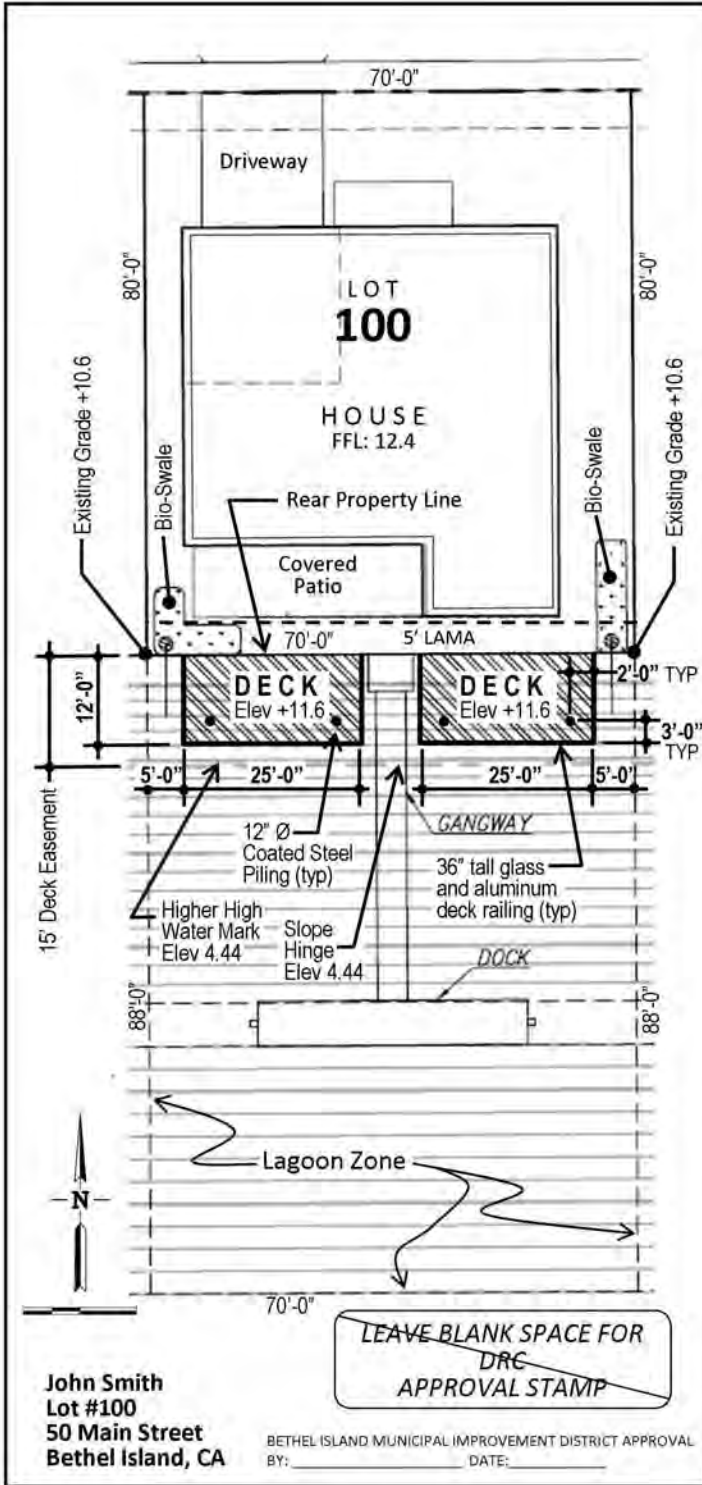 70'-0"
Driveway
80'-0"
80'-0"
LOT
100
HOUSE
FFL: 12.4
Existing Grade +10.6
Bio-Swale
Rear Property Line
Bio-Swale
Existing Grade +10.6
Covered
Patio
70'-0"
5' LAMA
15' Deck Easement
12'-0"
DECK
Elev +11.6
DECK
Elev +11.6
2'-0" TYP
3'-0"
TYP
5'-0"
25'-0"
25'-0"
5'-0"
12" Ø
Coated Steel
Piling (typ)
GANGWAY
36" tall glass
and aluminum
deck railing (typ)
Higher High
Water Mark
Elev 4.44
Slope
Hinge
Elev 4.44
DOCK
88'-0"
88'-0"
Lagoon Zone
N
70'-0"
LEAVE BLANK SPACE FOR
DRC
APPROVAL STAMP
John Smith
Lot #100
50 Main Street
Bethel Island, CA
BETHEL ISLAND MUNICIPAL IMPROVEMENT DISTRICT APPROVAL
BY: ____________________ DATE:____________